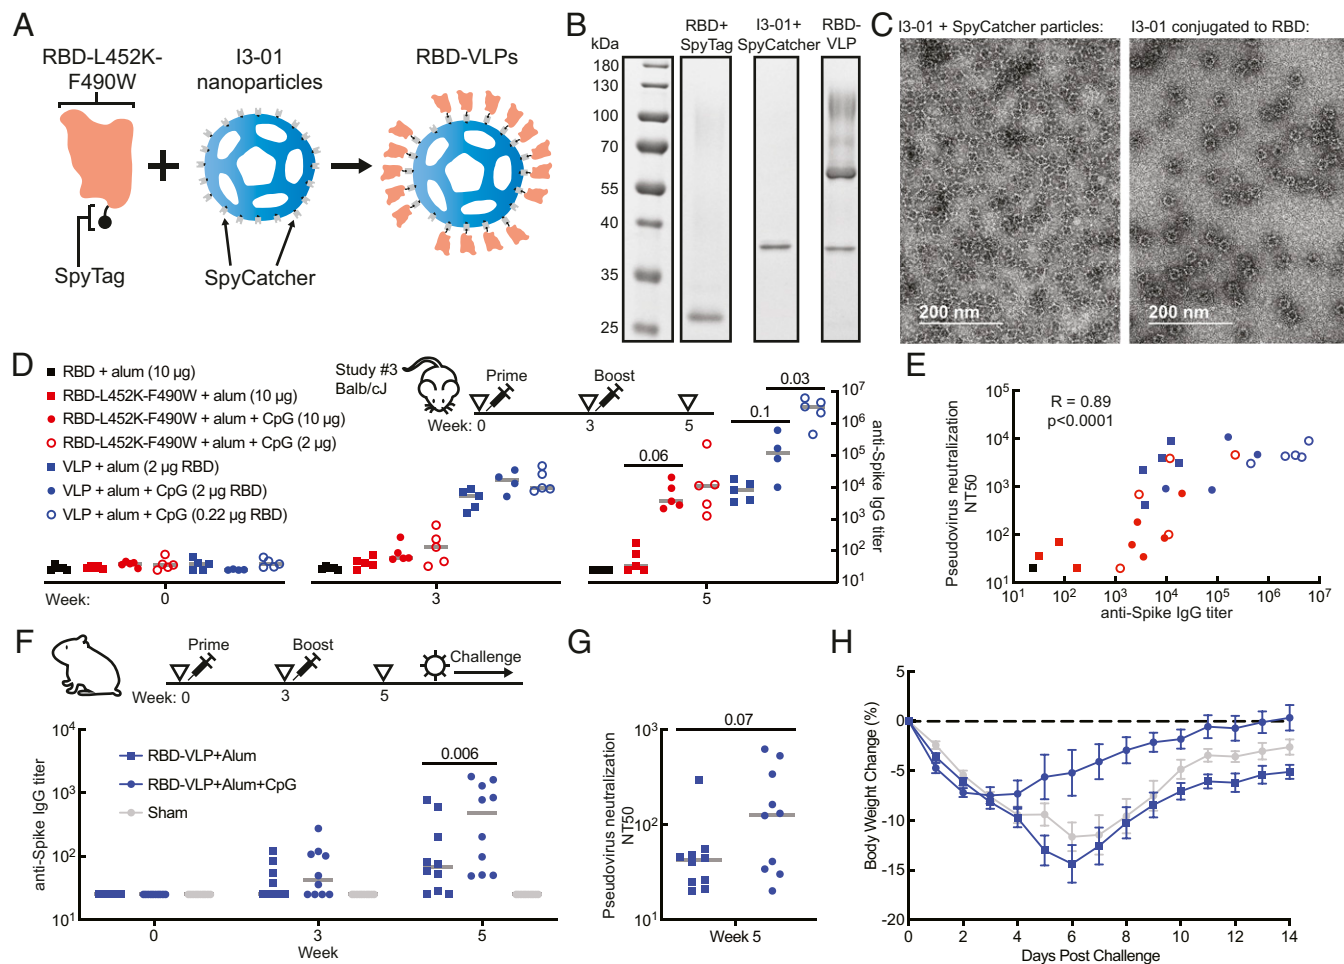 A
RBD-L452K-
F490W
I3-01
nanoparticles
RBD-VLPs
SpyTag
SpyCatcher
B
kDa
RBD+
SpyTag
I3-01+
SpyCatcher
RBD-
VLP
180
130
100
70
55
40
35
25
C
I3-01 + SpyCatcher particles:
I3-01 conjugated to RBD:
200 nm
200 nm
D
RBD + alum (10 µg)
RBD-L452K-F490W + alum (10 µg)
RBD-L452K-F490W + alum + CpG (10 µg)
RBD-L452K-F490W + alum + CpG (2 µg)
VLP + alum (2 µg RBD)
VLP + alum + CpG (2 µg RBD)
VLP + alum + CpG (0.22 µg RBD)
Study #3
Balb/cJ
Prime
Boost
Week: 0 3 5
0.06
0.1
0.03
10⁷
10⁶
10⁵
10⁴
10³
10²
10¹
anti-Spike IgG titer
Week: 0 3 5
E
R = 0.89
p<0.0001
Pseudovirus neutralization
NT50
10⁵
10⁴
10³
10²
10¹
10¹ 10² 10³ 10⁴ 10⁵ 10⁶ 10⁷
anti-Spike IgG titer
F
Prime
Boost
Challenge
Week: 0 3 5
RBD-VLP+Alum
RBD-VLP+Alum+CpG
Sham
0.006
anti-Spike IgG titer
10⁴
10³
10²
10¹
0 3 5
Week
G
0.07
Pseudovirus neutralization
NT50
10³
10²
10¹
Week 5
H
Body Weight Change (%)
5
0
-5
-10
-15
-20
0 2 4 6 8 10 12 14
Days Post Challenge